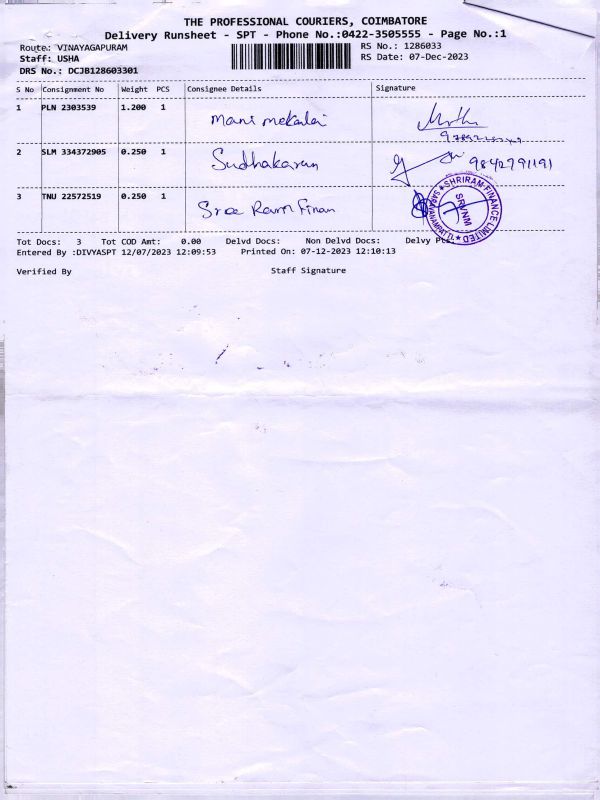 THE PROFESSIONAL COURIERS, COIMBATORE
Delivery Runsheet - SPT - Phone No.:0422-3505555 - Page No.:1
Route: VINAYAGAPURAM RS No.: 1286033
Staff: USHA RS Date: 07-Dec-2023
DRS No.: DCJB128603301
S No Consignment No Weight PCS Consignee Details Signature
1 PLN 2303539 1.200 1 Mani mekalai
2 SLM 334372905 0.250 1 Sudhakaran 9842791191
3 TNU 22572519 0.250 1 Sree Ram Finan
SHRIRAM FINANCE LIMITED
SRV/NM
SARAVANAMPATTI
Tot Docs: 3 Tot COD Amt: 0.00 Delvd Docs: Non Delvd Docs: Delvy
Entered By :DIVYASPT 12/07/2023 12:09:53 Printed On: 07-12-2023 12:10:13
Verified By Staff Signature